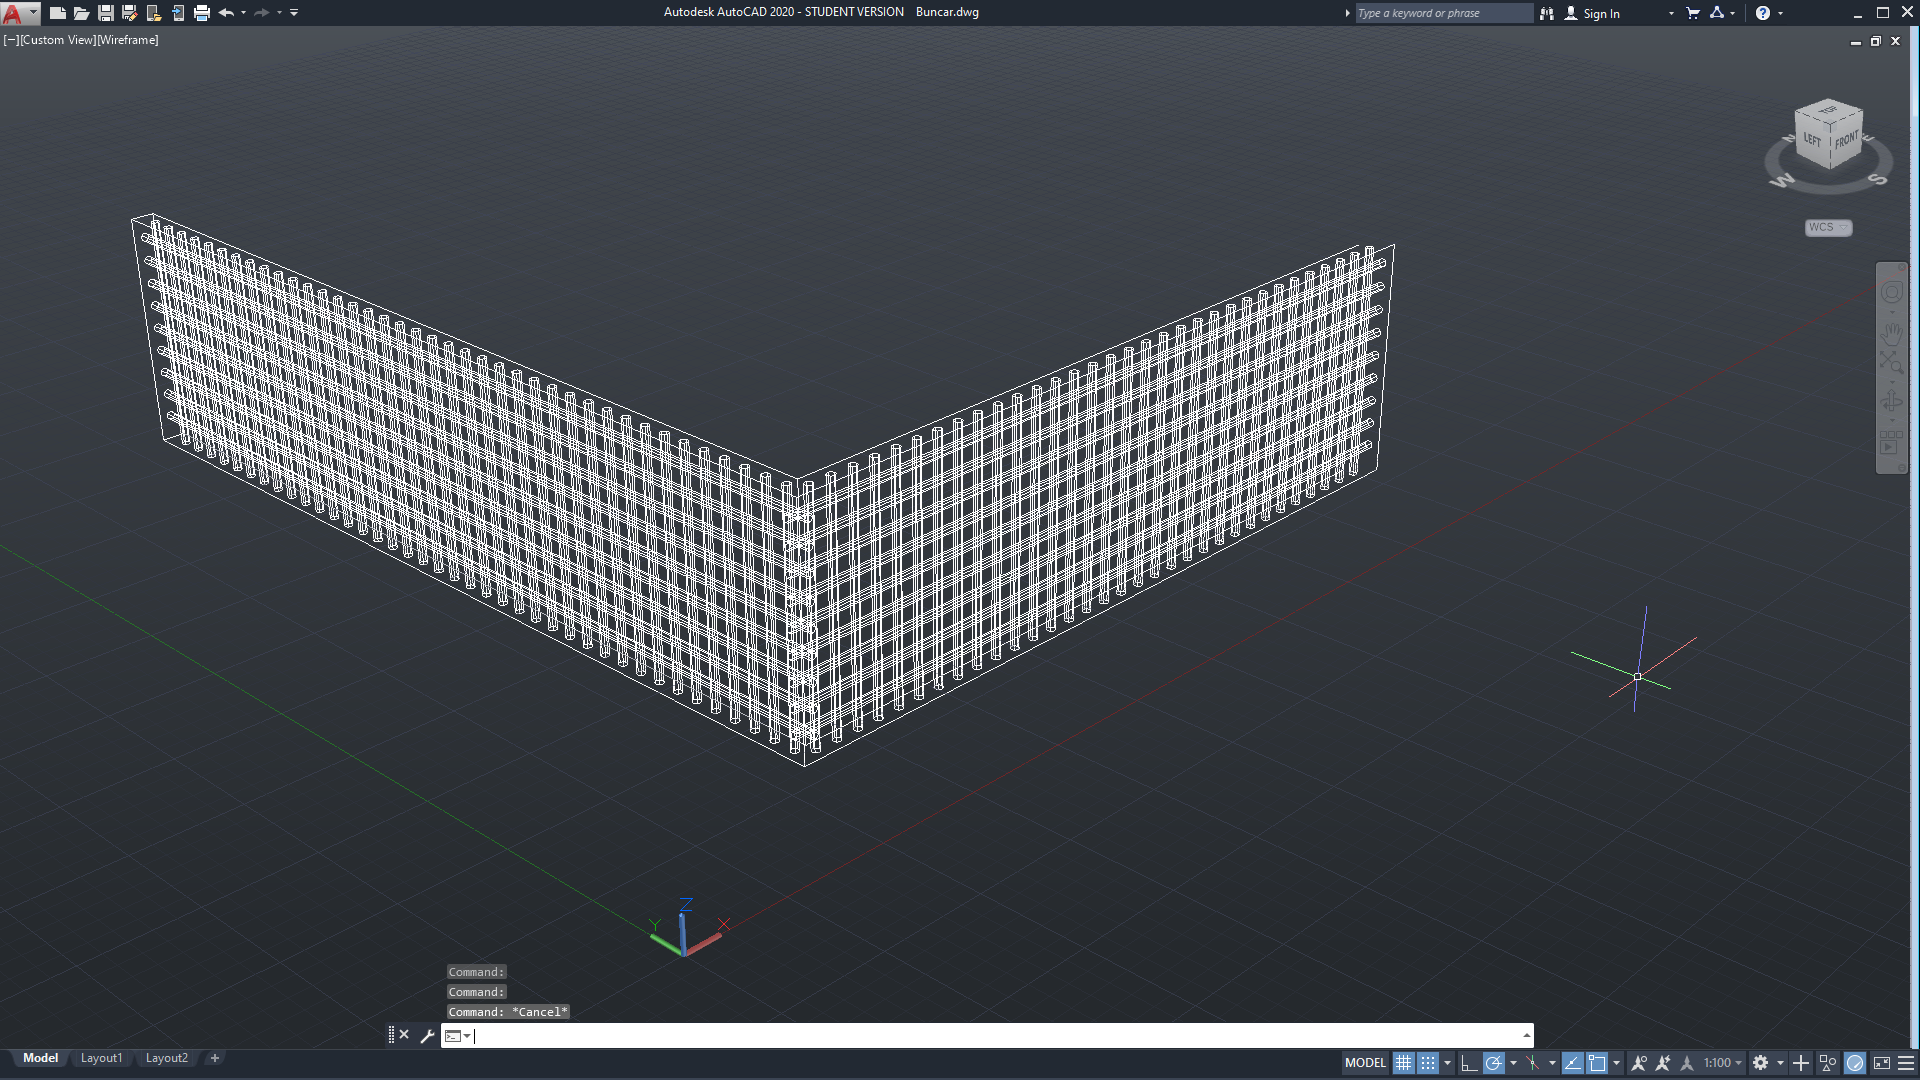 Autodesk AutoCAD 2020 - STUDENT VERSION Buncar.dwg
Type a keyword or phrase
Sign In
[−][Custom View][Wireframe]
TOP
LEFT
FRONT
N
E
W
S
WCS
Z
Y
X
Command:
Command:
Command: *Cancel*
Model
Layout1
Layout2
MODEL
1:100